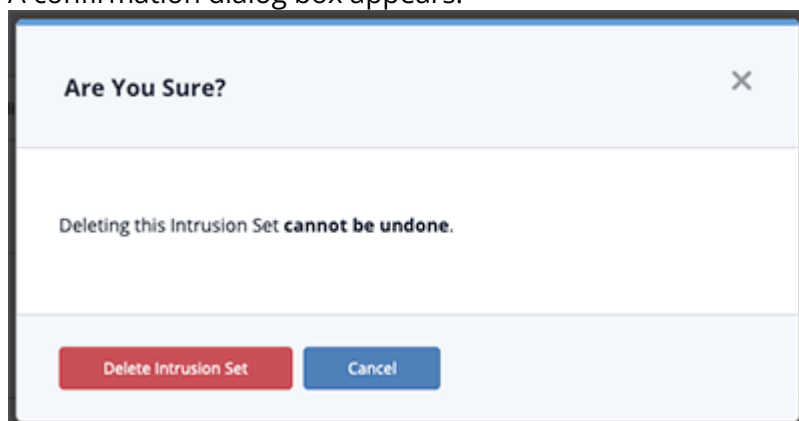 A confirmation dialog box appears.
Are You Sure?
Deleting this Intrusion Set cannot be undone.
Delete Intrusion Set
Cancel